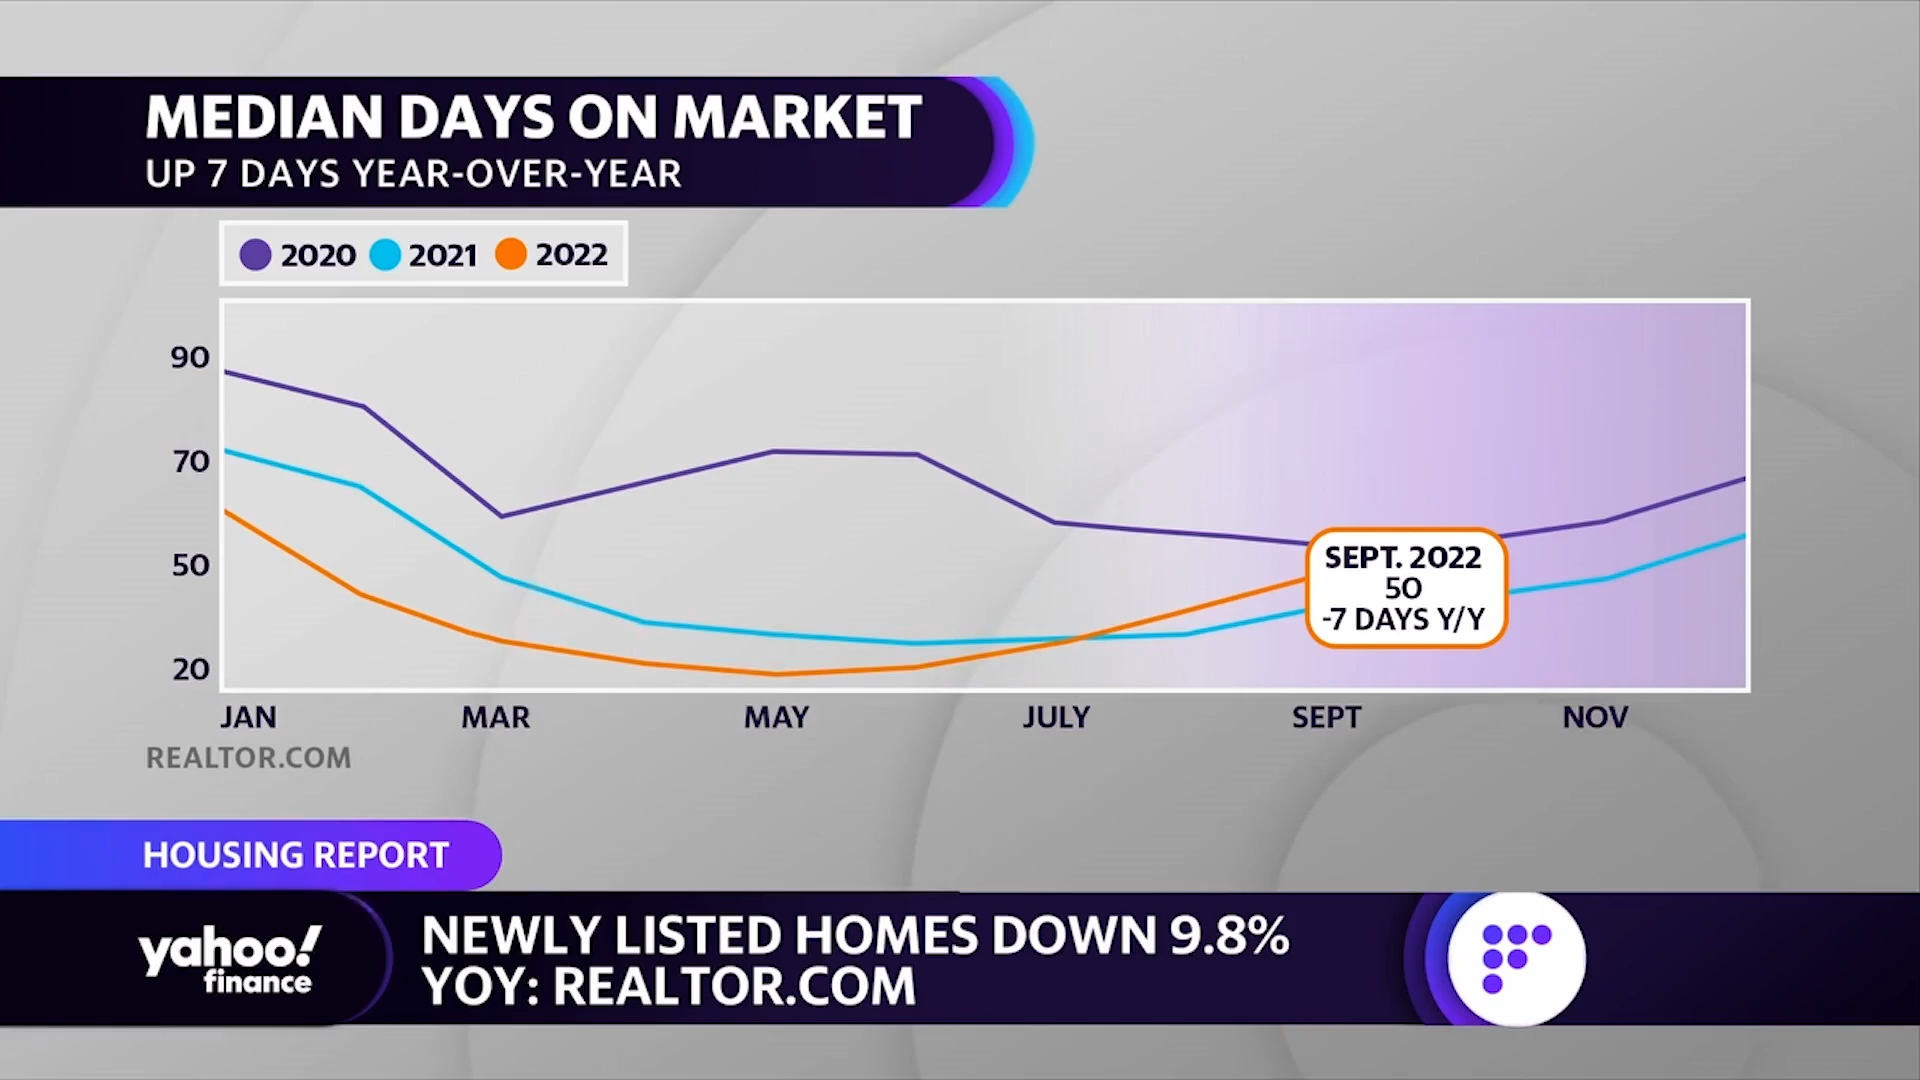 MEDIAN DAYS ON MARKET
UP 7 DAYS YEAR-OVER-YEAR
2020 2021 2022
90
70
50
20
SEPT. 2022
50
-7 DAYS Y/Y
JAN MAR MAY JULY SEPT NOV
REALTOR.COM
HOUSING REPORT
yahoo!
finance
NEWLY LISTED HOMES DOWN 9.8%
YOY: REALTOR.COM